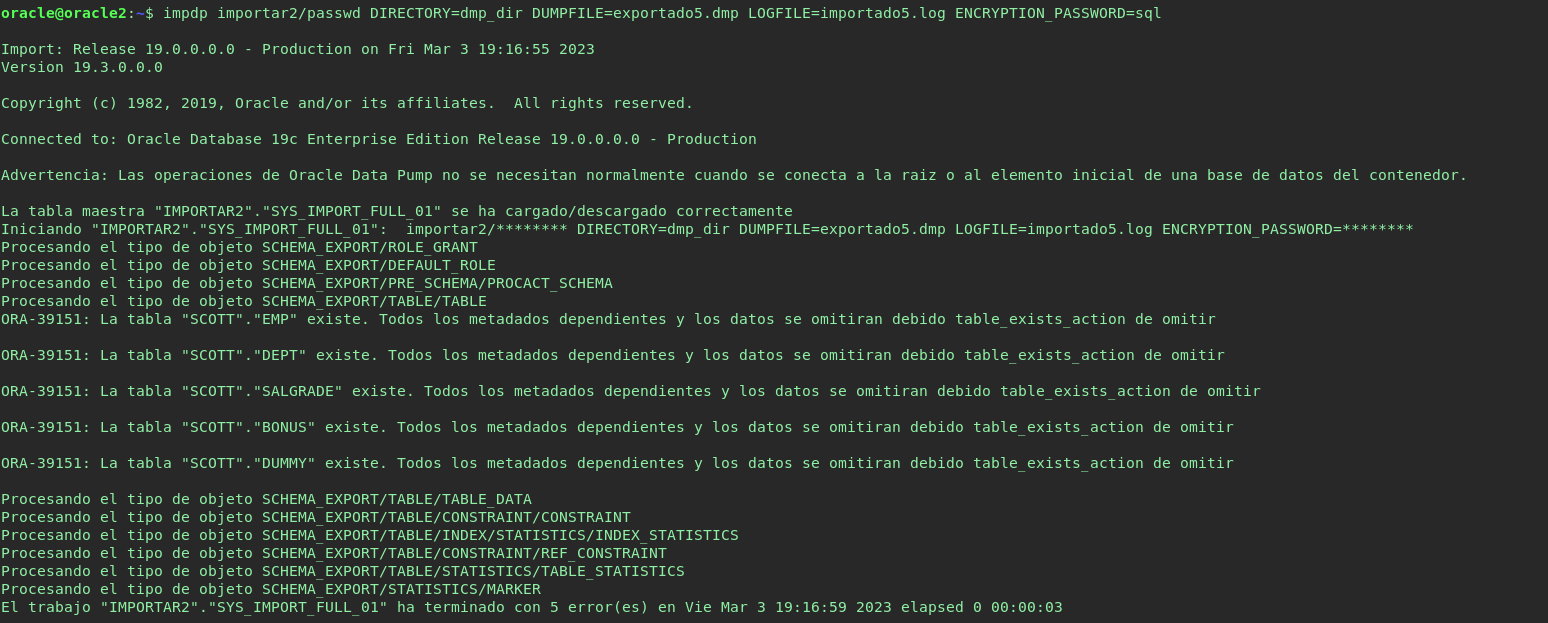 oracle@oracle2:~$ impdp importar2/passwd DIRECTORY=dmp_dir DUMPFILE=exportado5.dmp LOGFILE=importado5.log ENCRYPTION_PASSWORD=sql
Import: Release 19.0.0.0.0 - Production on Fri Mar 3 19:16:55 2023
Version 19.3.0.0.0
Copyright (c) 1982, 2019, Oracle and/or its affiliates.  All rights reserved.
Connected to: Oracle Database 19c Enterprise Edition Release 19.0.0.0.0 - Production
Advertencia: Las operaciones de Oracle Data Pump no se necesitan normalmente cuando se conecta a la raiz o al elemento inicial de una base de datos del contenedor.
La tabla maestra "IMPORTAR2"."SYS_IMPORT_FULL_01" se ha cargado/descargado correctamente
Iniciando "IMPORTAR2"."SYS_IMPORT_FULL_01":  importar2/******** DIRECTORY=dmp_dir DUMPFILE=exportado5.dmp LOGFILE=importado5.log ENCRYPTION_PASSWORD=********
Procesando el tipo de objeto SCHEMA_EXPORT/ROLE_GRANT
Procesando el tipo de objeto SCHEMA_EXPORT/DEFAULT_ROLE
Procesando el tipo de objeto SCHEMA_EXPORT/PRE_SCHEMA/PROCACT_SCHEMA
Procesando el tipo de objeto SCHEMA_EXPORT/TABLE/TABLE
ORA-39151: La tabla "SCOTT"."EMP" existe. Todos los metadados dependientes y los datos se omitiran debido table_exists_action de omitir
ORA-39151: La tabla "SCOTT"."DEPT" existe. Todos los metadados dependientes y los datos se omitiran debido table_exists_action de omitir
ORA-39151: La tabla "SCOTT"."SALGRADE" existe. Todos los metadados dependientes y los datos se omitiran debido table_exists_action de omitir
ORA-39151: La tabla "SCOTT"."BONUS" existe. Todos los metadados dependientes y los datos se omitiran debido table_exists_action de omitir
ORA-39151: La tabla "SCOTT"."DUMMY" existe. Todos los metadados dependientes y los datos se omitiran debido table_exists_action de omitir
Procesando el tipo de objeto SCHEMA_EXPORT/TABLE/TABLE_DATA
Procesando el tipo de objeto SCHEMA_EXPORT/TABLE/CONSTRAINT/CONSTRAINT
Procesando el tipo de objeto SCHEMA_EXPORT/TABLE/INDEX/STATISTICS/INDEX_STATISTICS
Procesando el tipo de objeto SCHEMA_EXPORT/TABLE/CONSTRAINT/REF_CONSTRAINT
Procesando el tipo de objeto SCHEMA_EXPORT/TABLE/STATISTICS/TABLE_STATISTICS
Procesando el tipo de objeto SCHEMA_EXPORT/STATISTICS/MARKER
El trabajo "IMPORTAR2"."SYS_IMPORT_FULL_01" ha terminado con 5 error(es) en Vie Mar 3 19:16:59 2023 elapsed 0 00:00:03